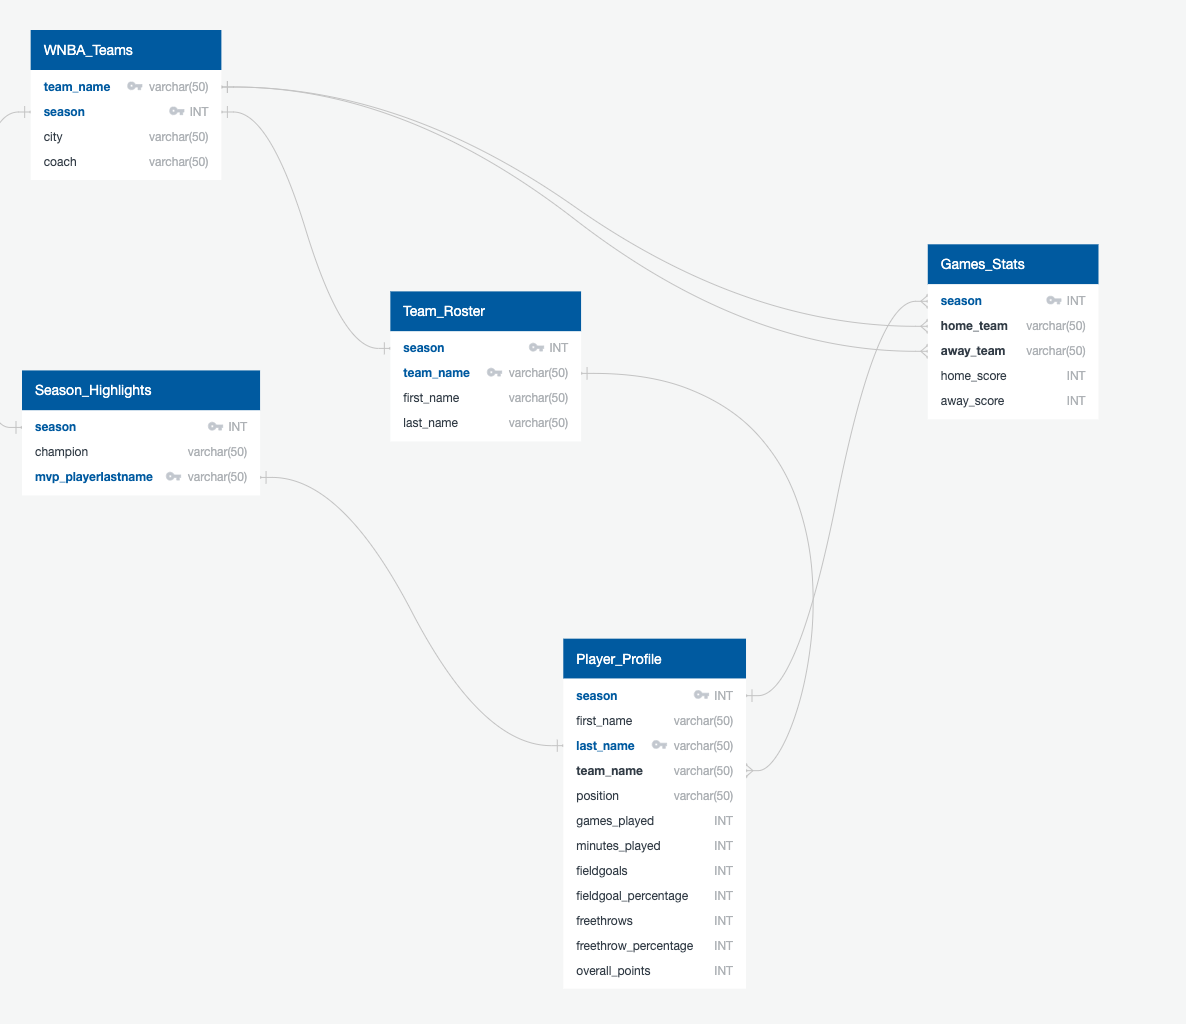 WNBA_Teams
team_name varchar(50)
season INT
city varchar(50)
coach varchar(50)
Games_Stats
season INT
home_team varchar(50)
away_team varchar(50)
home_score INT
away_score INT
Team_Roster
season INT
team_name varchar(50)
first_name varchar(50)
last_name varchar(50)
Season_Highlights
season INT
champion varchar(50)
mvp_playerlastname varchar(50)
Player_Profile
season INT
first_name varchar(50)
last_name varchar(50)
team_name varchar(50)
position varchar(50)
games_played INT
minutes_played INT
fieldgoals INT
fieldgoal_percentage INT
freethrows INT
freethrow_percentage INT
overall_points INT